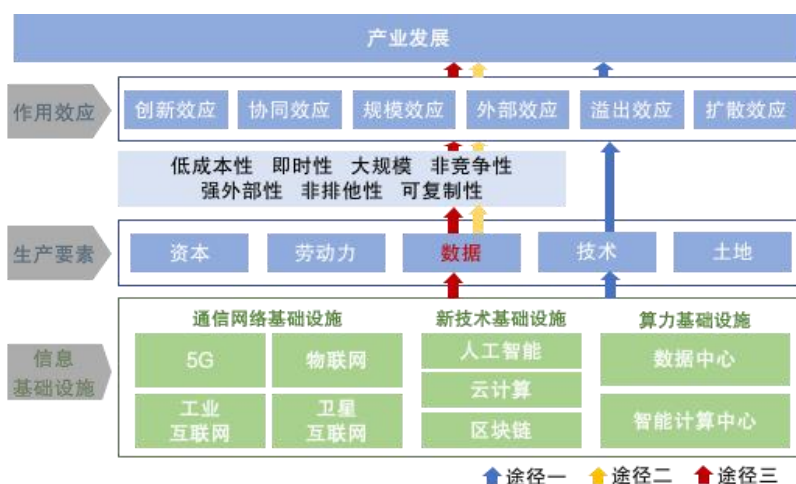 产业发展
作用效应
创新效应 协同效应 规模效应 外部效应 溢出效应 扩散效应
低成本性 即时性 大规模 非竞争性
强外部性 非排他性 可复制性
生产要素
资本 劳动力 数据 技术 土地
信息
基础设施
通信网络基础设施 新技术基础设施 算力基础设施
5G 物联网 人工智能 数据中心
云计算
工业
互联网
卫星
互联网
区块链 智能计算中心
途径一 途径二 途径三